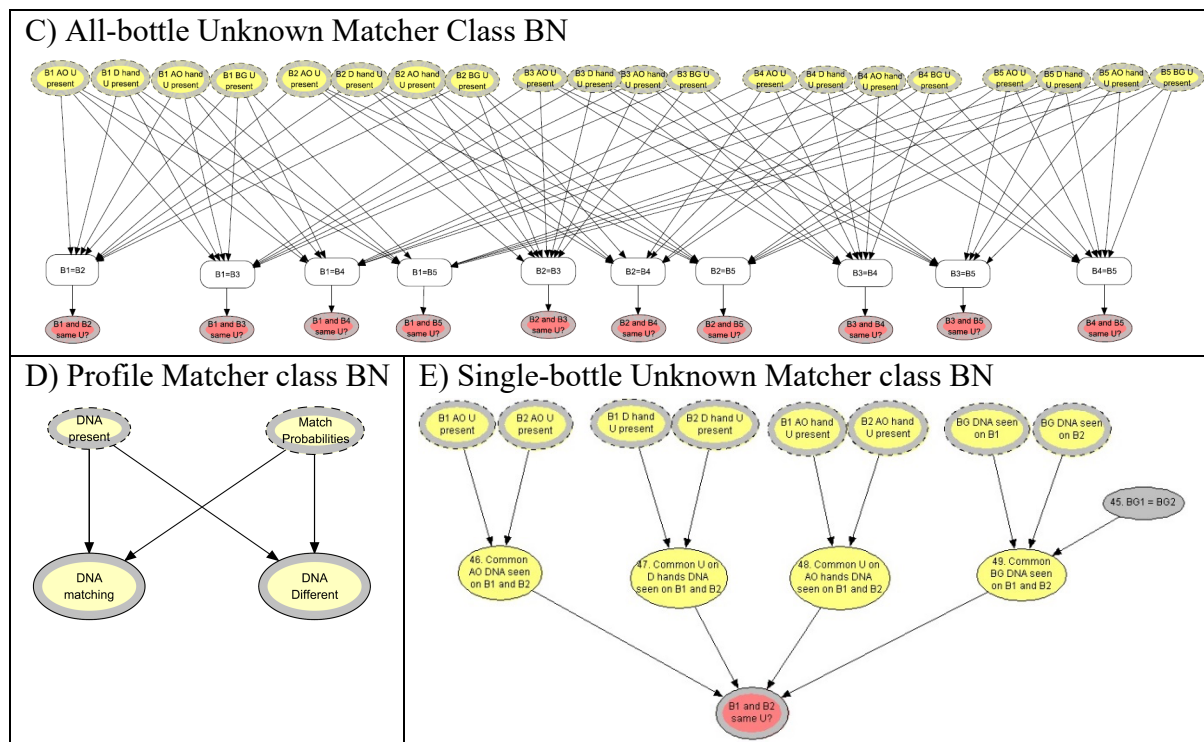 C) All-bottle Unknown Matcher Class BN
B1 AO U
present
B1 D hand
U present
B1 AO hand
U present
B1 BG U
present
B2 AO U
present
B2 D hand U
present
B2 AO hand
U present
B2 BG U
present
B3 AO U
present
B3 D hand
U present
B3 AO hand
U present
B3 BG U
present
B4 AO U
present
B4 D hand
U present
B4 AO hand
U present
B4 BG U
present
B5 AO U
present
B5 D hand
U present
B5 AO hand
U present
B5 BG U
present
B1=B2
B1=B3
B1=B4
B1=B5
B2=B3
B2=B4
B2=B5
B3=B4
B3=B5
B4=B5
B1 and B2
same U?
B1 and B3
same U?
B1 and B4
same U?
B1 and B5
same U?
B2 and B3
same U?
B2 and B4
same U?
B2 and B5
same U?
B3 and B4
same U?
B3 and B5
same U?
B4 and B5
same U?
D) Profile Matcher class BN
DNA
present
Match
Probabilities
DNA
matching
DNA
Different
E) Single-bottle Unknown Matcher class BN
B1 AO U
present
B2 AO U
present
B1 D hand
U present
B2 D hand U
present
B1 AO hand
U present
B2 AO hand
U present
BG DNA seen
on B1
BG DNA seen
on B2
45. BG1 = BG2
46. Common
AO DNA seen
on B1 and B2
47. Common U on
D hands DNA
seen on B1 and B2
48. Common U on
AO hands DNA
seen on B1 and B2
49. Common
BG DNA seen
on B1 and B2
B1 and B2
same U?